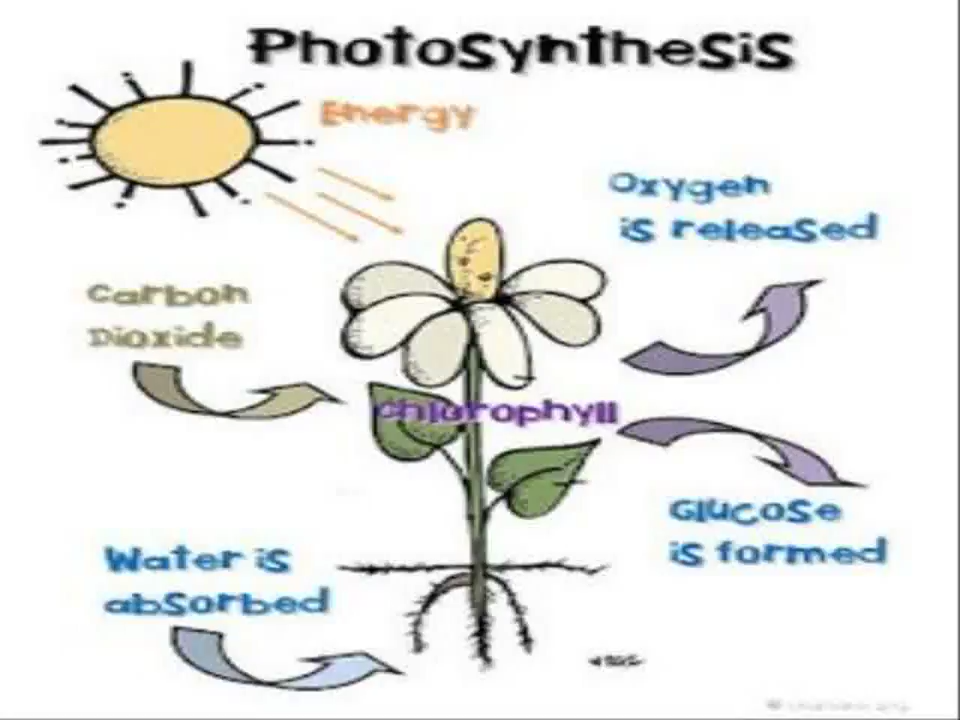 Photosynthesis
Energy
Oxygen
is released
Carbon
Dioxide
chlorophyll
Glucose
is formed
Water is
absorbed